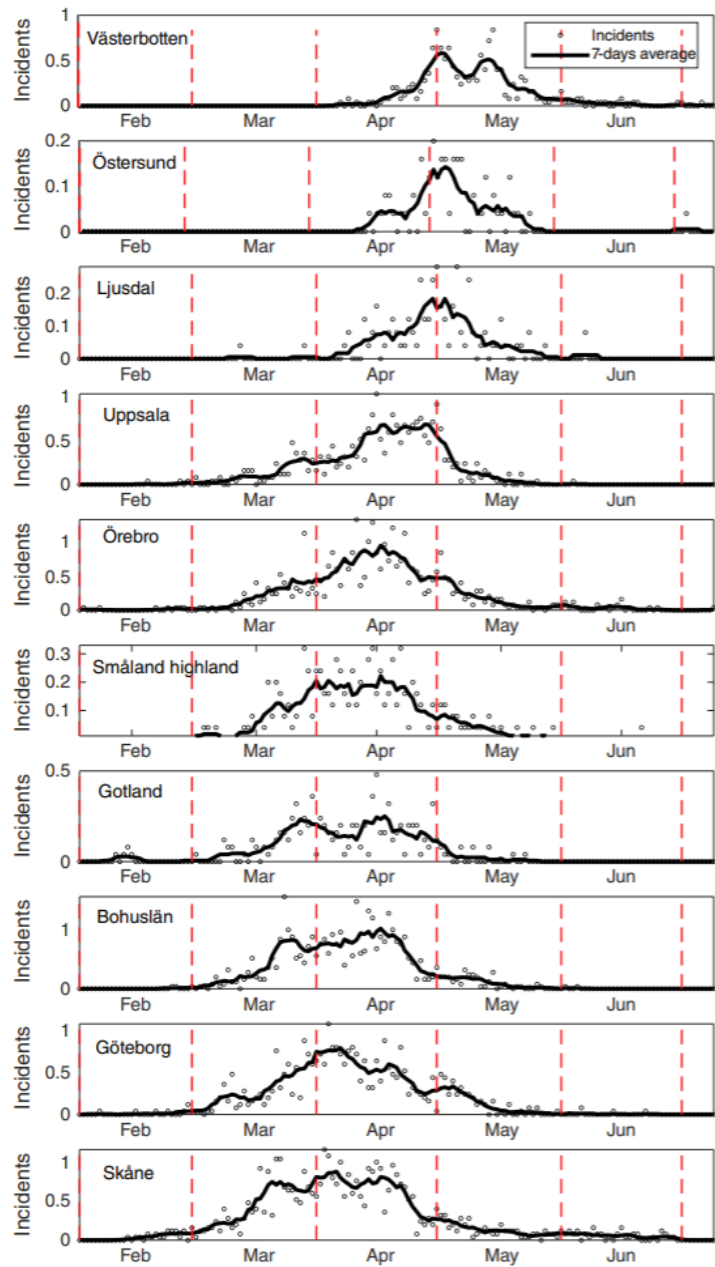 1
Västerbotten
Incidents
7-days average
0.5
Incidents
0
Feb Mar Apr May Jun
0.2
Östersund
0.1
Incidents
0
Feb Mar Apr May Jun
Ljusdal
0.2
0.1
Incidents
0
Feb Mar Apr May Jun
1
Uppsala
0.5
Incidents
0
Feb Mar Apr May Jun
Örebro
1
0.5
Incidents
0
Feb Mar Apr May Jun
0.3
Småland highland
0.2
0.1
Incidents
Feb Mar Apr May Jun
0.5
Gotland
Incidents
0
Feb Mar Apr May Jun
Bohuslän
1
Incidents
0
Feb Mar Apr May Jun
1
Göteborg
0.5
Incidents
0
Feb Mar Apr May Jun
1
Skåne
0.5
Incidents
0
Feb Mar Apr May Jun